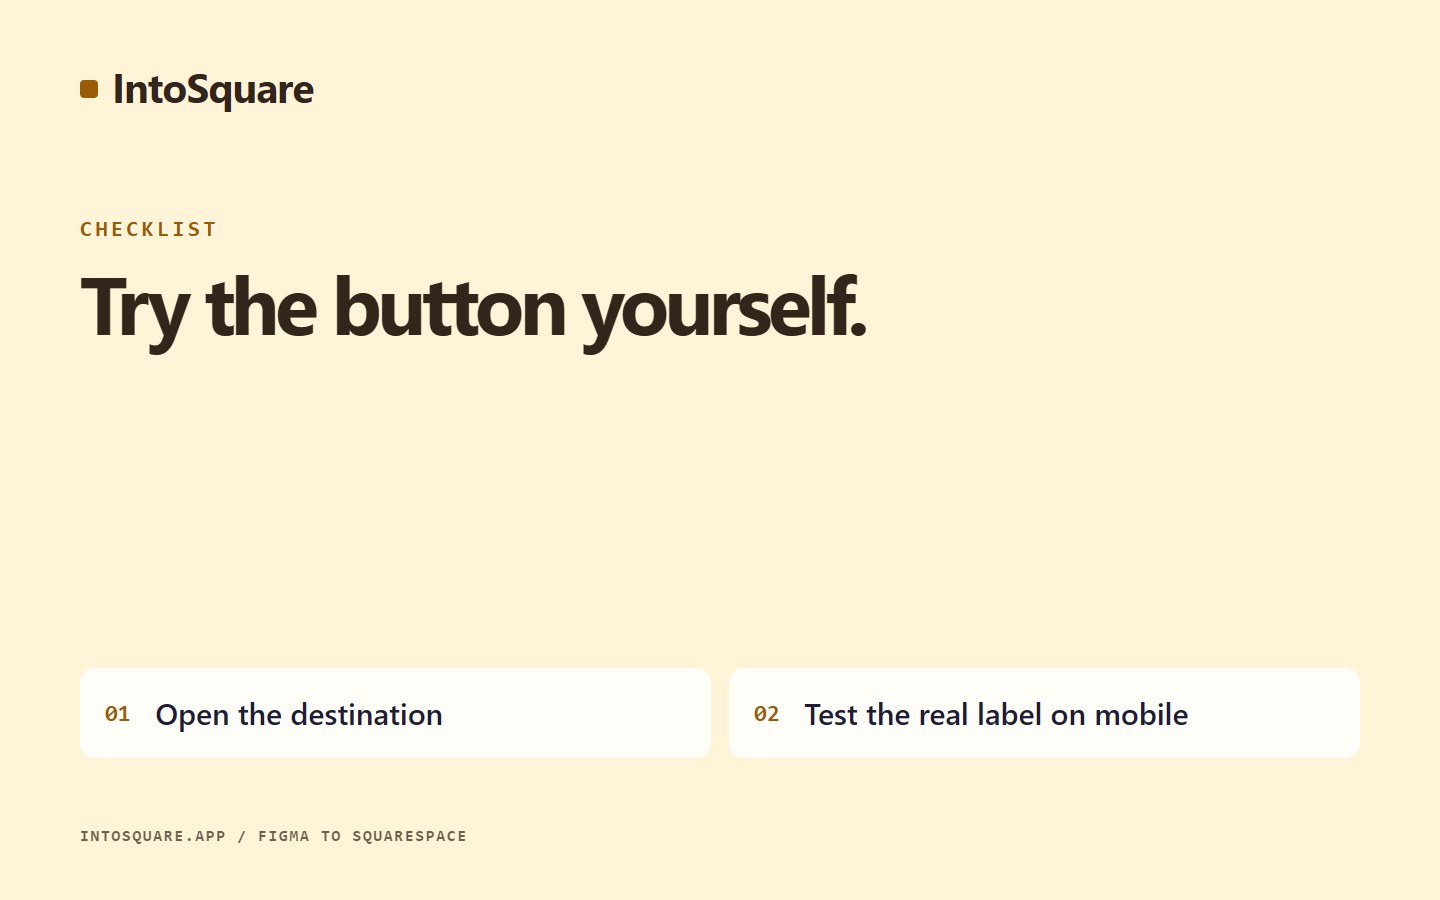 IntoSquare
CHECKLIST
Try the button yourself.
01 Open the destination
02 Test the real label on mobile
INTOSQUARE.APP / FIGMA TO SQUARESPACE